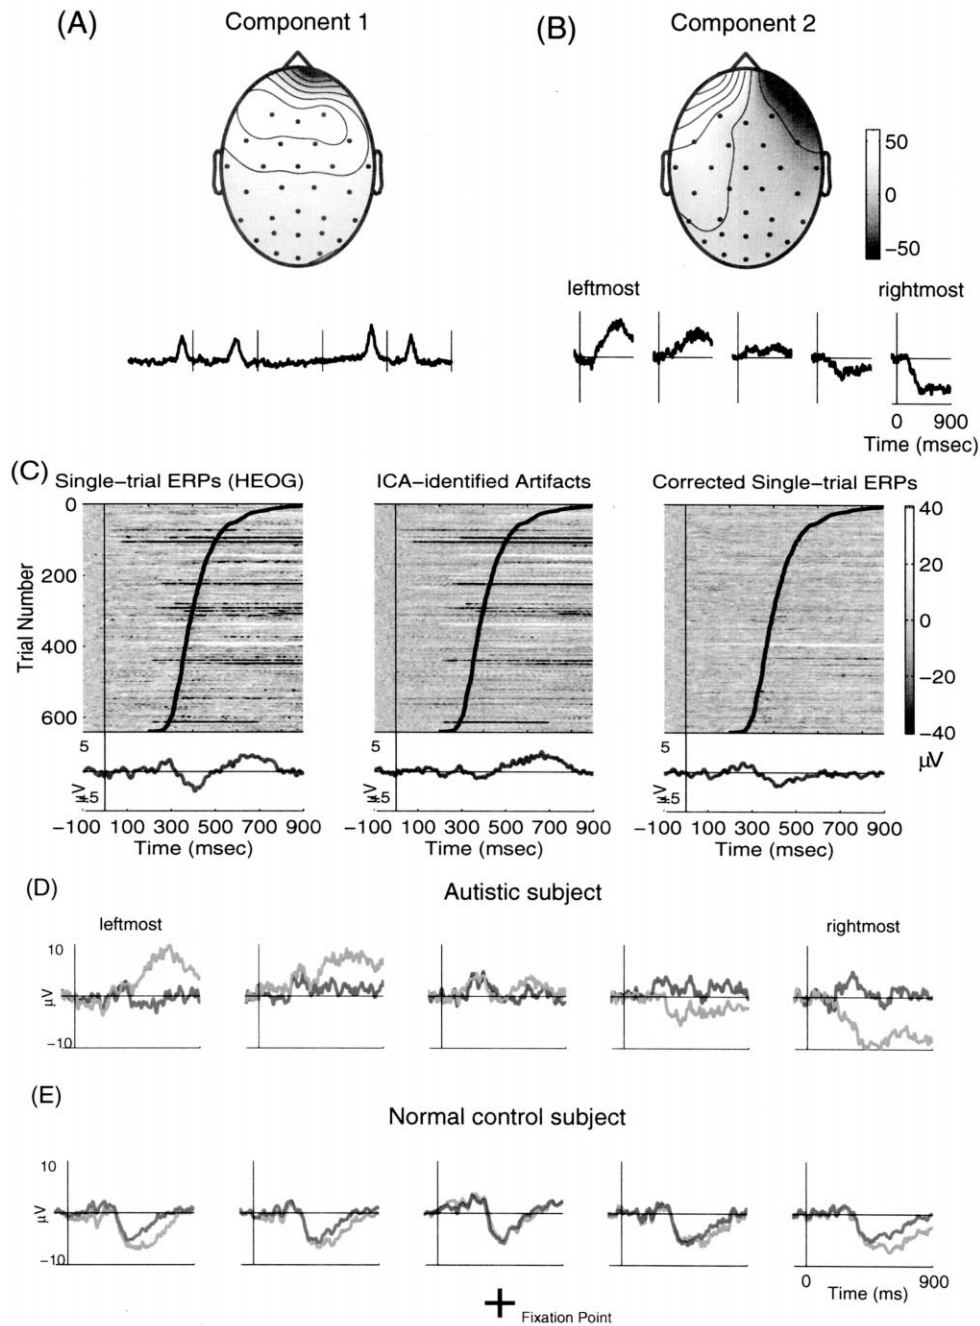 (A)
Component 1
(B)
Component 2
50
0
−50
leftmost
rightmost
0
900
Time (msec)
(C)
Single−trial ERPs (HEOG)
ICA−identified Artifacts
Corrected Single−trial ERPs
0
200
400
600
Trial Number
40
20
0
−20
−40
µV
5
µV
±5
5
µV
±5
5
µV
±5
−100 100 300 500 700 900
−100 100 300 500 700 900
−100 100 300 500 700 900
Time (msec)
Time (msec)
Time (msec)
(D)
Autistic subject
leftmost
rightmost
10
µV
−10
0
900
(E)
Normal control subject
10
µV
−10
0
900
Time (ms)
Fixation Point